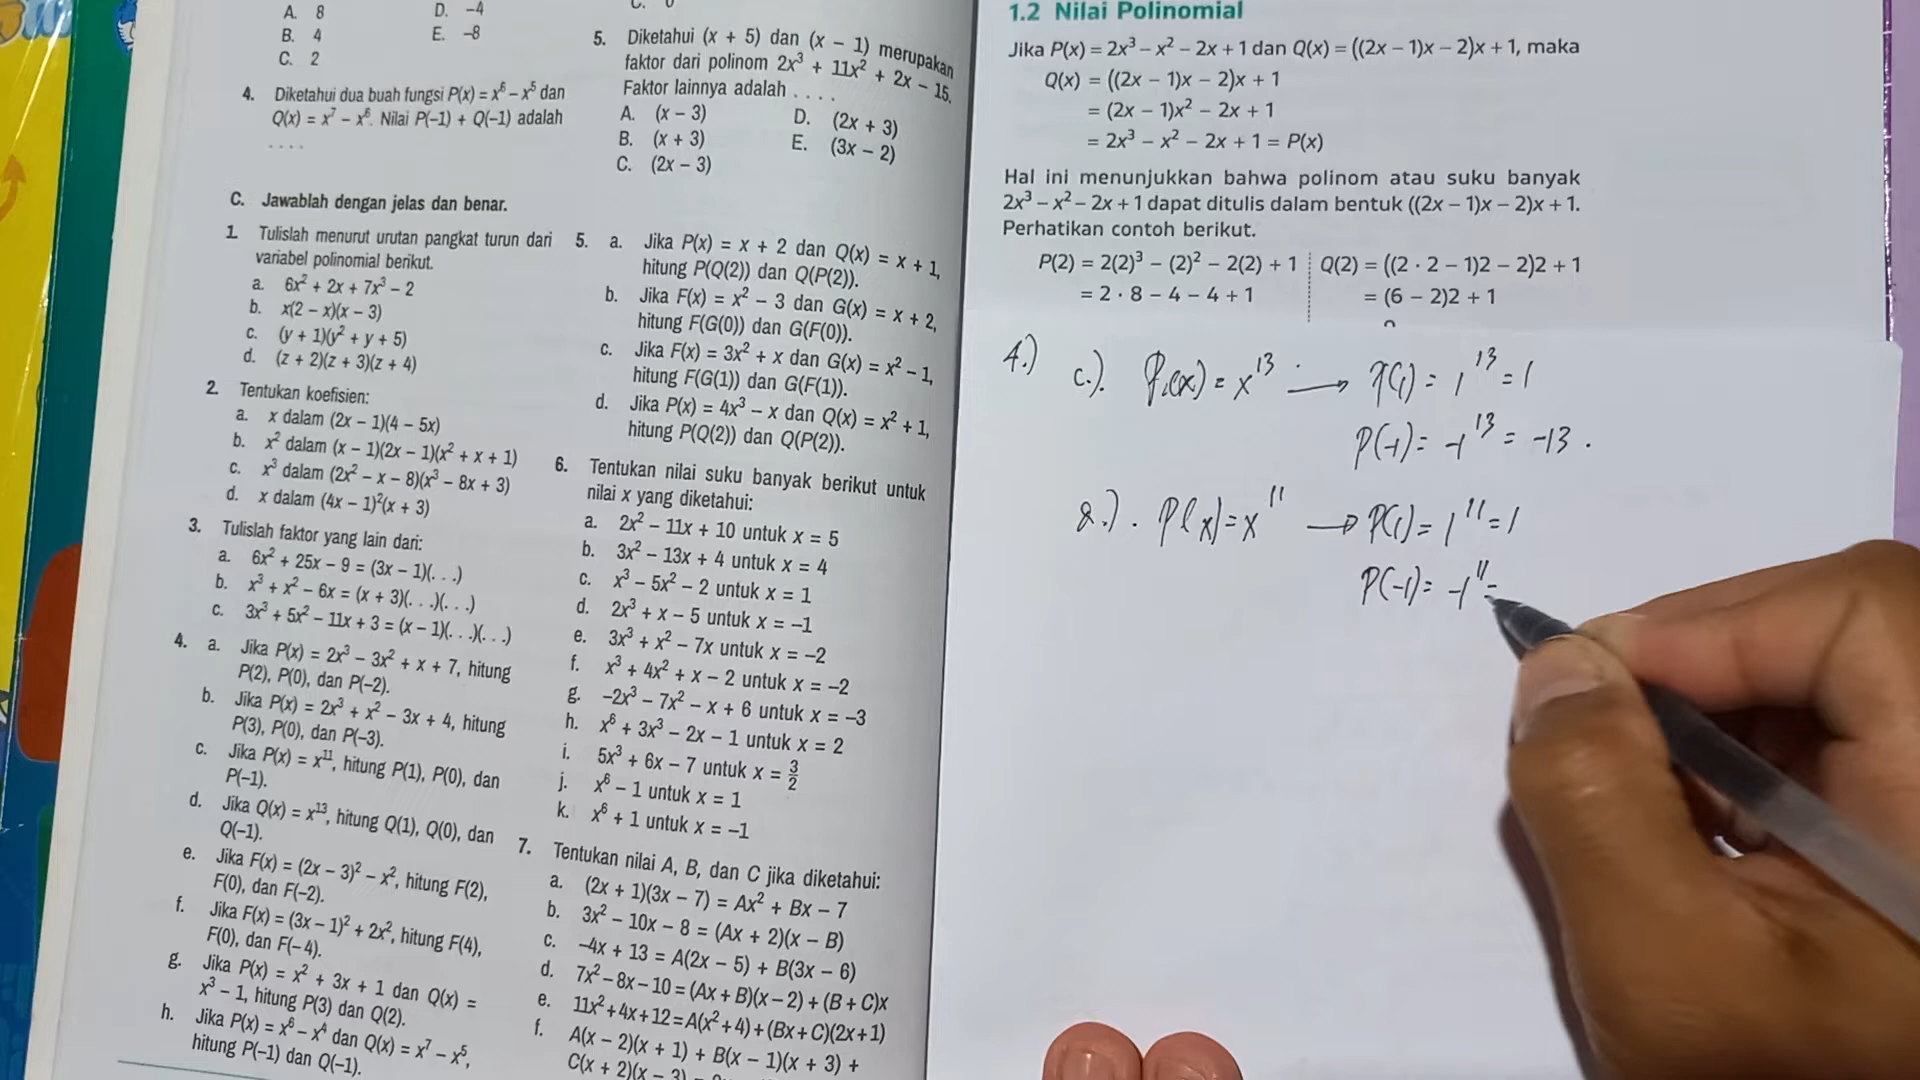 A. 8
B. 4
C. 2
D. -4
E. -8
4. Diketahui dua buah fungsi P(x) = x⁶ – x⁵ dan
Q(x) = x⁷ – x⁶. Nilai P(–1) + Q(–1) adalah
. . . .
5. Diketahui (x + 5) dan (x – 1) merupakan
faktor dari polinom 2x³ + 11x² + 2x – 15.
Faktor lainnya adalah . . . .
A. (x – 3)
B. (x + 3)
C. (2x – 3)
D. (2x + 3)
E. (3x – 2)
C. Jawablah dengan jelas dan benar.
1. Tulislah menurut urutan pangkat turun dari
variabel polinomial berikut.
a. 6x² + 2x + 7x³ – 2
b. x(2 – x)(x – 3)
c. (y + 1)(y² + y + 5)
d. (z + 2)(z + 3)(z + 4)
2. Tentukan koefisien:
a. x dalam (2x – 1)(4 – 5x)
b. x² dalam (x – 1)(2x – 1)(x² + x + 1)
c. x³ dalam (2x² – x – 8)(x³ – 8x + 3)
d. x dalam (4x – 1)²(x + 3)
3. Tulislah faktor yang lain dari:
a. 6x² + 25x – 9 = (3x – 1)(. . .)
b. x³ + x² – 6x = (x + 3)(. . .)(. . .)
c. 3x³ + 5x² – 11x + 3 = (x – 1)(. . .)(. . .)
4. a. Jika P(x) = 2x³ – 3x² + x + 7, hitung
P(2), P(0), dan P(–2).
b. Jika P(x) = 2x³ + x² – 3x + 4, hitung
P(3), P(0), dan P(–3).
c. Jika P(x) = x¹¹, hitung P(1), P(0), dan
P(–1).
d. Jika Q(x) = x¹³, hitung Q(1), Q(0), dan
Q(–1).
e. Jika F(x) = (2x – 3)² – x², hitung F(2),
F(0), dan F(–2).
f. Jika F(x) = (3x – 1)² + 2x², hitung F(4),
F(0), dan F(–4).
g. Jika P(x) = x² + 3x + 1 dan Q(x) =
x³ – 1, hitung P(3) dan Q(2).
h. Jika P(x) = x⁶ – x⁴ dan Q(x) = x⁷ – x⁵,
hitung P(–1) dan Q(–1).
5. a. Jika P(x) = x + 2 dan Q(x) = x + 1,
hitung P(Q(2)) dan Q(P(2)).
b. Jika F(x) = x² – 3 dan G(x) = x + 2,
hitung F(G(0)) dan G(F(0)).
c. Jika F(x) = 3x² + x dan G(x) = x² – 1,
hitung F(G(1)) dan G(F(1)).
d. Jika P(x) = 4x³ – x dan Q(x) = x² + 1,
hitung P(Q(2)) dan Q(P(2)).
6. Tentukan nilai suku banyak berikut untuk
nilai x yang diketahui:
a. 2x² – 11x + 10 untuk x = 5
b. 3x² – 13x + 4 untuk x = 4
c. x³ – 5x² – 2 untuk x = 1
d. 2x³ + x – 5 untuk x = –1
e. 3x³ + x² – 7x untuk x = –2
f. x³ + 4x² + x – 2 untuk x = –2
g. –2x³ – 7x² – x + 6 untuk x = –3
h. x⁶ + 3x³ – 2x – 1 untuk x = 2
i. 5x³ + 6x – 7 untuk x = 3/2
j. x⁶ – 1 untuk x = 1
k. x⁶ + 1 untuk x = –1
7. Tentukan nilai A, B, dan C jika diketahui:
a. (2x + 1)(3x – 7) = Ax² + Bx – 7
b. 3x² – 10x – 8 = (Ax + 2)(x – B)
c. –4x + 13 = A(2x – 5) + B(3x – 6)
d. 7x² – 8x – 10 = (Ax + B)(x – 2) + (B + C)x
e. 11x² + 4x + 12 = A(x² + 4) + (Bx + C)(2x + 1)
f. A(x – 2)(x + 1) + B(x – 1)(x + 3) +
C(x + 2)(x – 3)
1.2 Nilai Polinomial
Jika P(x) = 2x³ – x² – 2x + 1 dan Q(x) = ((2x – 1)x – 2)x + 1, maka
Q(x) = ((2x – 1)x – 2)x + 1
= (2x – 1)x² – 2x + 1
= 2x³ – x² – 2x + 1 = P(x)
Hal ini menunjukkan bahwa polinom atau suku banyak
2x³ – x² – 2x + 1 dapat ditulis dalam bentuk ((2x – 1)x – 2)x + 1.
Perhatikan contoh berikut.
P(2) = 2(2)³ – (2)² – 2(2) + 1
= 2 · 8 – 4 – 4 + 1
Q(2) = ((2 · 2 – 1)2 – 2)2 + 1
= (6 – 2)2 + 1
4.) c.). P(x) = x¹³ → P(1) = 1¹³ = 1
P(-1) = -1¹³ = -13.
P(x) = x¹¹ → P(1) = 1¹¹ = 1
P(-1) = -1¹¹ =